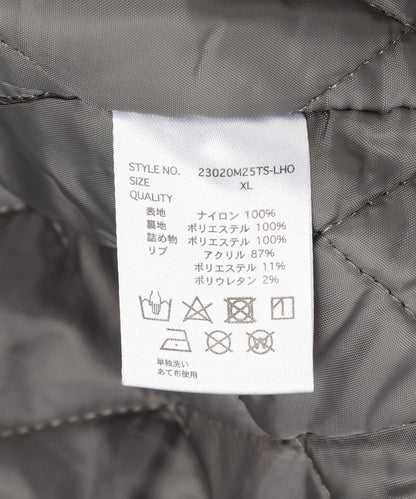 STYLE NO. 23020M25TS-LHO
SIZE XL
QUALITY
表地 ナイロン 100%
裏地 ポリエステル 100%
詰め物 ポリエステル 100%
リブ アクリル 87%
ポリエステル 11%
ポリウレタン 2%
単独洗い
あて布使用